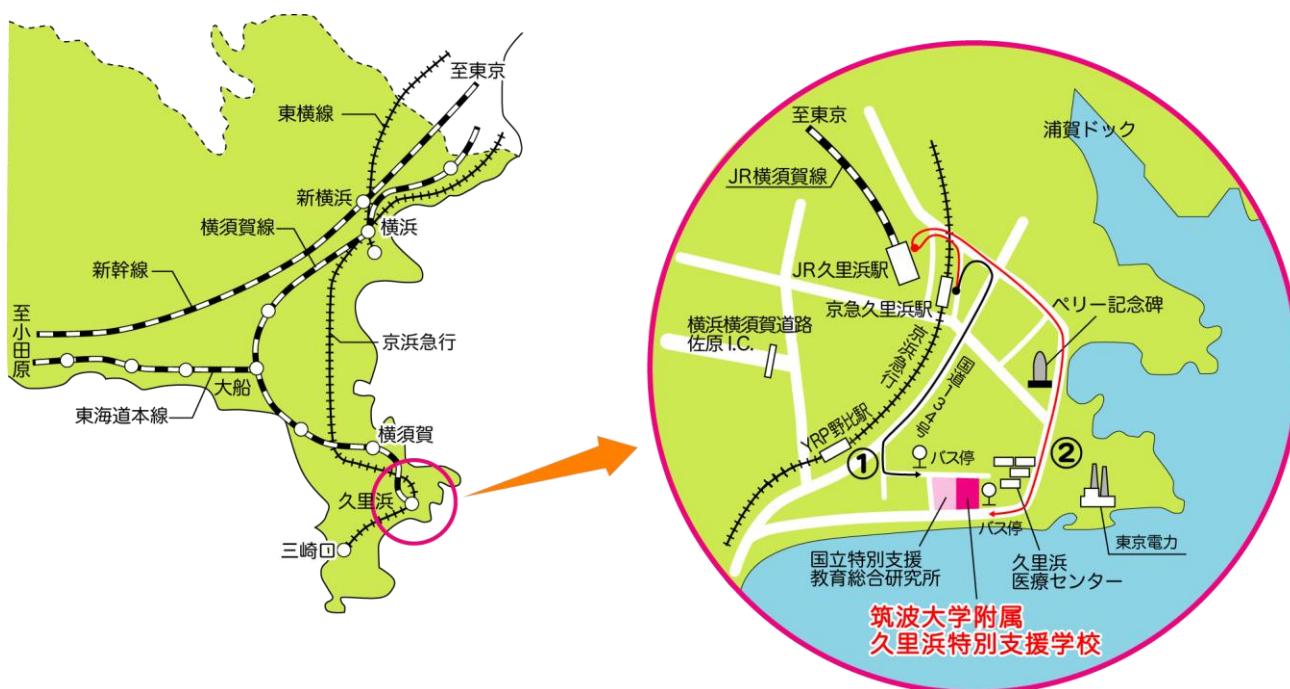 至東京
東横線
新横浜
横須賀線
横浜
新幹線
至小田原
京浜急行
大船
東海道本線
横須賀
久里浜
三崎口
至東京
浦賀ドック
JR横須賀線
JR久里浜駅
京急久里浜駅
ペリー記念碑
横浜横須賀道路
佐原I.C.
京浜急行
国道134号
YRP野比駅
①
バス停
②
バス停
国立特別支援
教育総合研究所
久里浜
医療センター
東京電力
筑波大学附属
久里浜特別支援学校